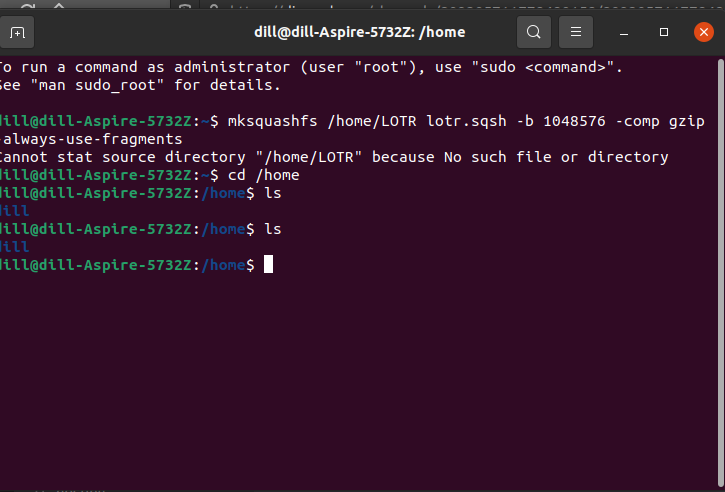 dill@dill-Aspire-5732Z: /home
To run a command as administrator (user "root"), use "sudo <command>".
See "man sudo_root" for details.
dill@dill-Aspire-5732Z:~$ mksquashfs /home/LOTR lotr.sqsh -b 1048576 -comp gzip
-always-use-fragments
Cannot stat source directory "/home/LOTR" because No such file or directory
dill@dill-Aspire-5732Z:~$ cd /home
dill@dill-Aspire-5732Z:/home$ ls
dill
dill@dill-Aspire-5732Z:/home$ ls
dill
dill@dill-Aspire-5732Z:/home$